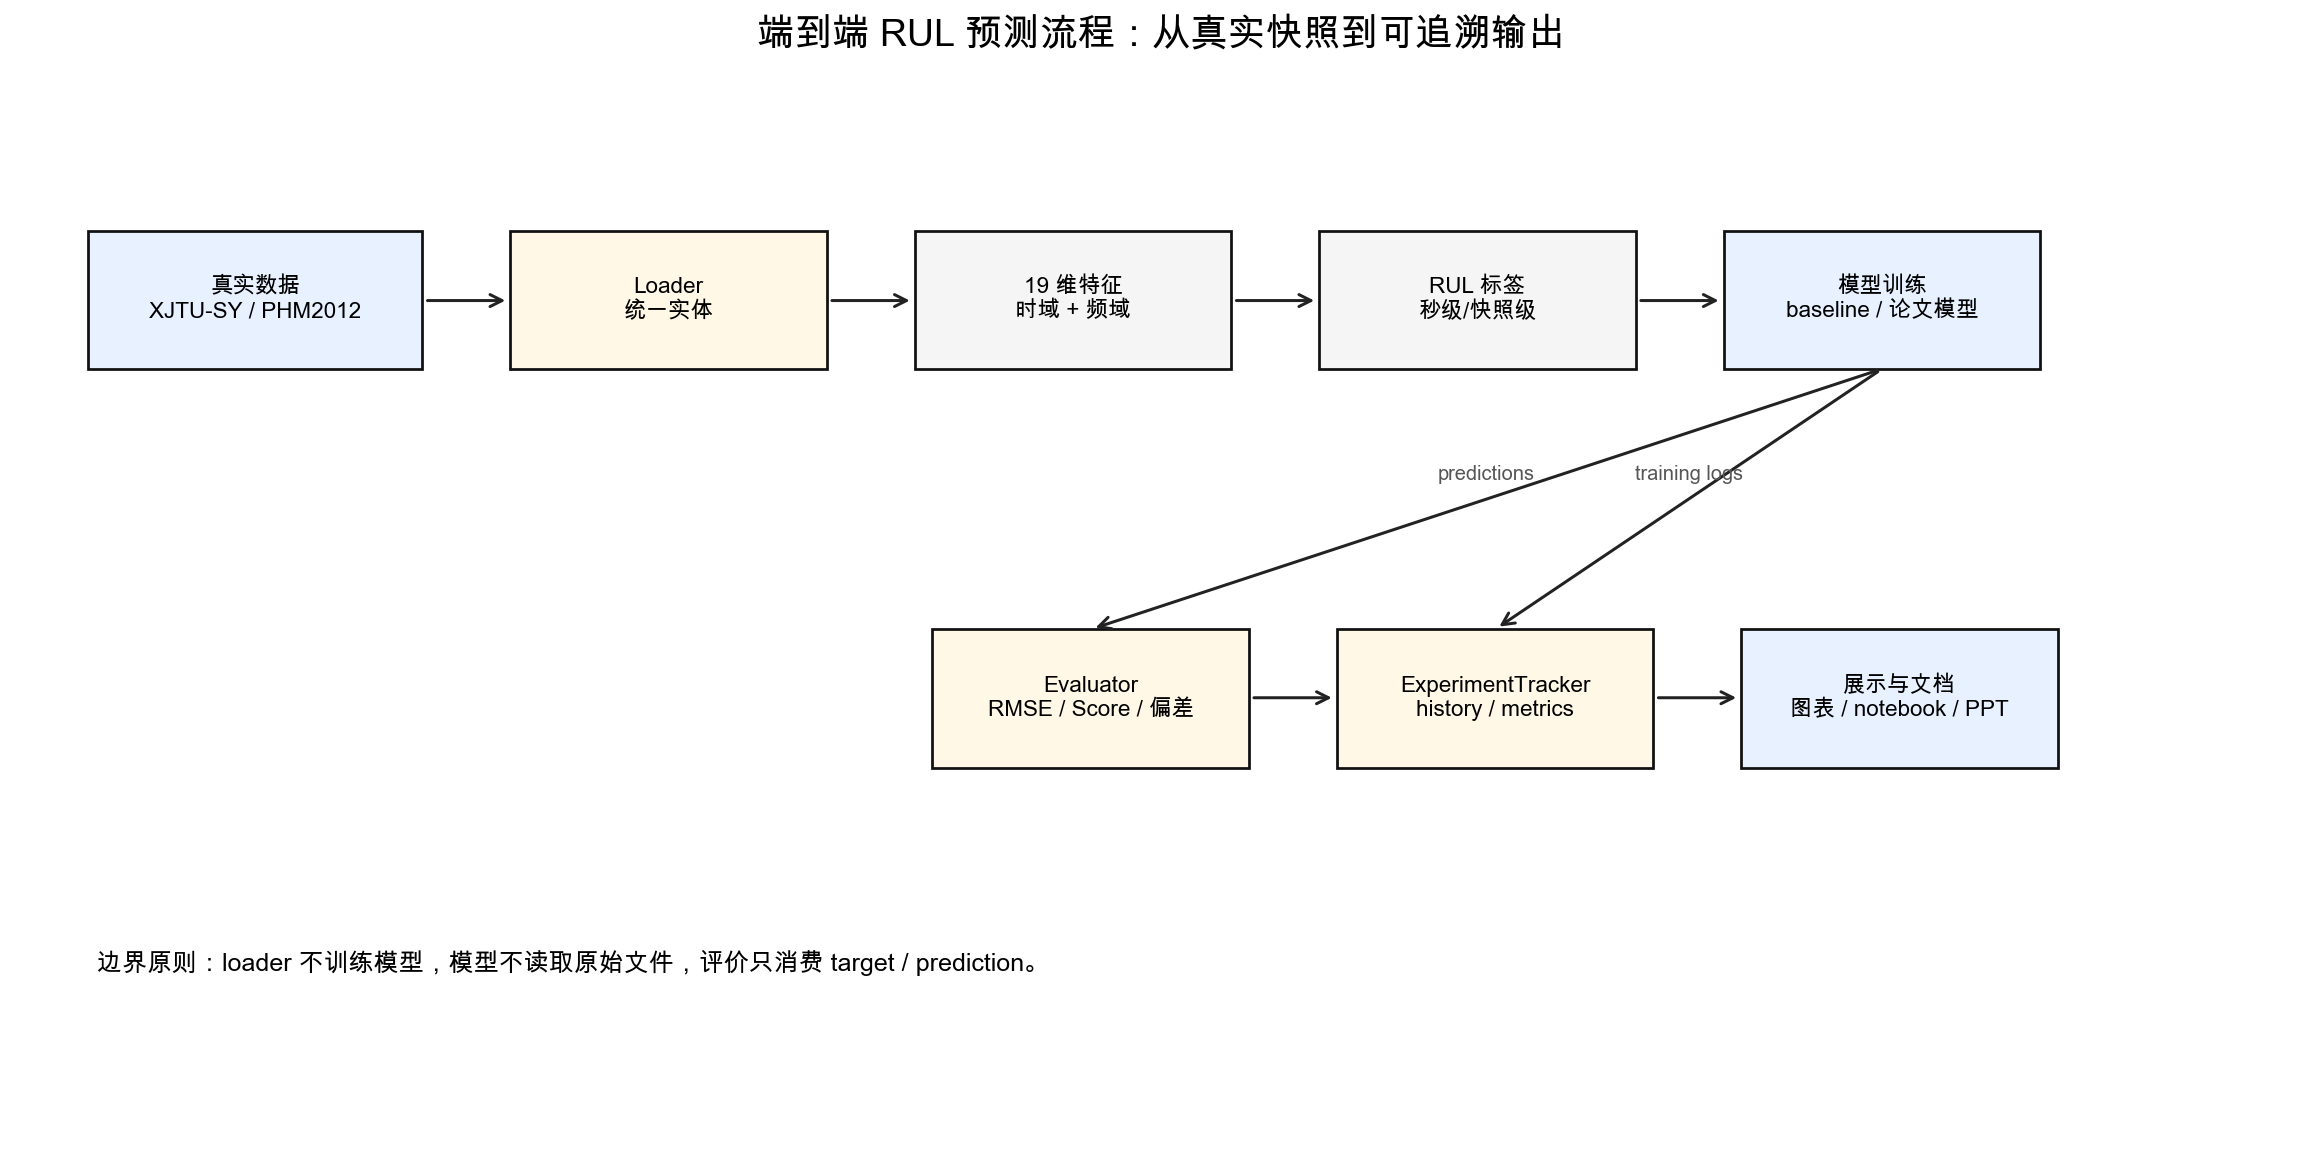 端到端 RUL 预测流程：从真实快照到可追溯输出
真实数据
XJTU-SY / PHM2012
Loader
统一实体
19 维特征
时域 + 频域
RUL 标签
秒级/快照级
模型训练
baseline / 论文模型
predictions
training logs
Evaluator
RMSE / Score / 偏差
ExperimentTracker
history / metrics
展示与文档
图表 / notebook / PPT
边界原则：loader 不训练模型，模型不读取原始文件，评价只消费 target / prediction。